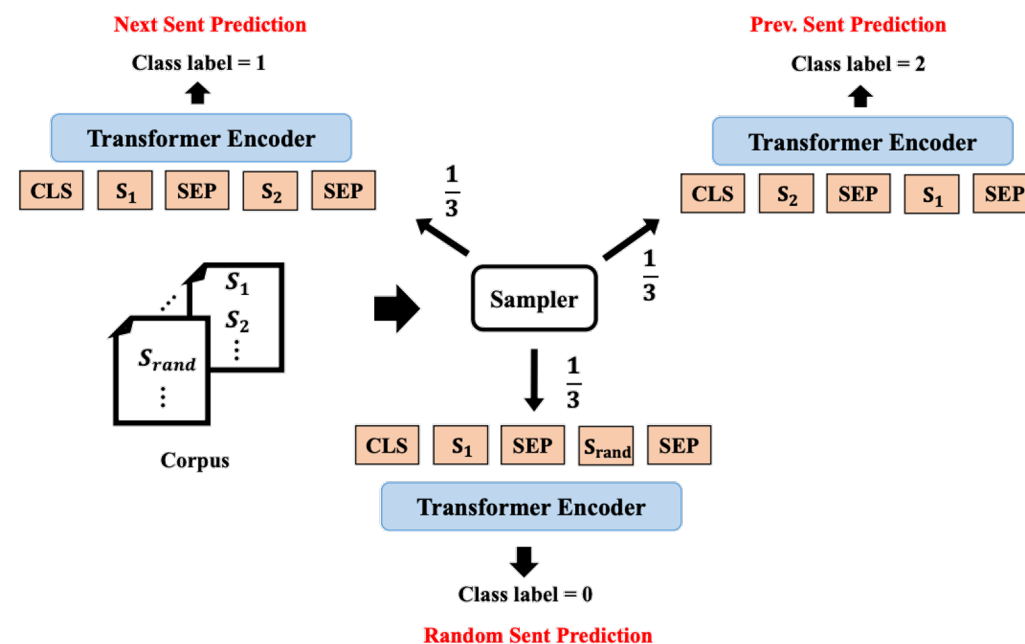 Next Sent Prediction
Class label = 1
Transformer Encoder
CLS S₁ SEP S₂ SEP
Prev. Sent Prediction
Class label = 2
Transformer Encoder
CLS S₂ SEP S₁ SEP
1/3
1/3
Sampler
1/3
S₁
S₂
⋮
S_rand
⋮
Corpus
CLS S₁ SEP S_rand SEP
Transformer Encoder
Class label = 0
Random Sent Prediction